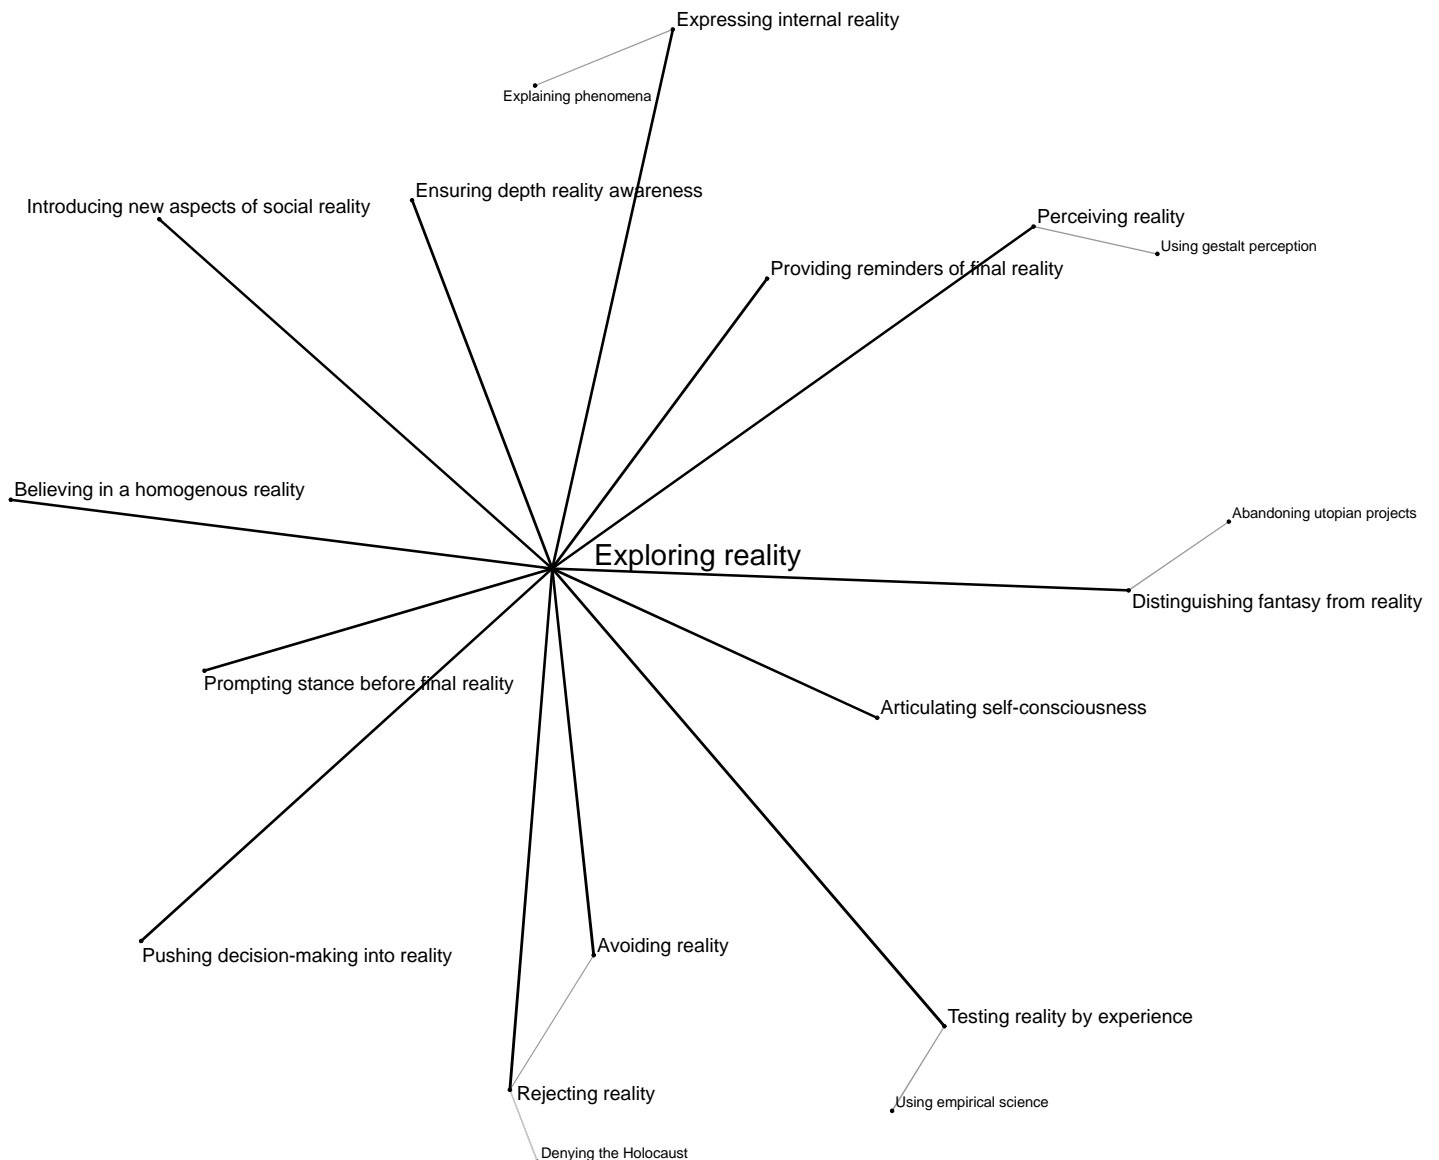 Expressing internal reality
Explaining phenomena
Ensuring depth reality awareness
Introducing new aspects of social reality
Perceiving reality
Using gestalt perception
Providing reminders of final reality
Believing in a homogenous reality
Abandoning utopian projects
Exploring reality
Distinguishing fantasy from reality
Prompting stance before final reality
Articulating self-consciousness
Avoiding reality
Pushing decision-making into reality
Testing reality by experience
Rejecting reality
Using empirical science
Denying the Holocaust